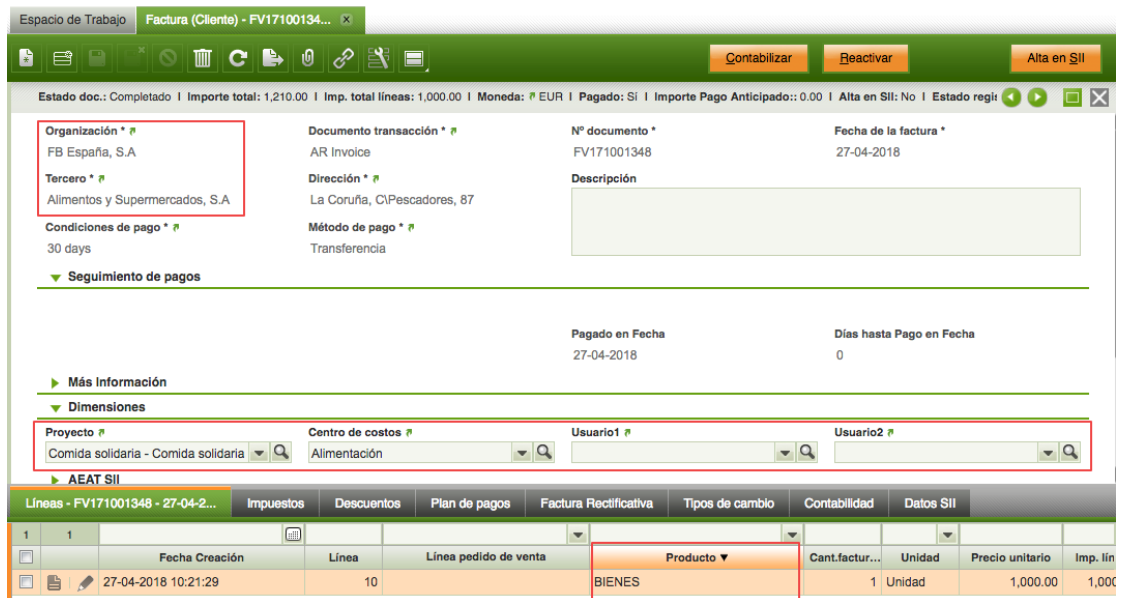 Espacio de Trabajo Factura (Cliente) - FV17100134...
Contabilizar Reactivar Alta en SII
Estado doc.: Completado | Importe total: 1,210.00 | Imp. total líneas: 1,000.00 | Moneda: EUR | Pagado: Sí | Importe Pago Anticipado:: 0.00 | Alta en SII: No | Estado regis
Organización * Documento transacción * Nº documento * Fecha de la factura *
FB España, S.A AR Invoice FV171001348 27-04-2018
Tercero * Dirección * Descripción
Alimentos y Supermercados, S.A La Coruña, C\Pescadores, 87
Condiciones de pago * Método de pago *
30 days Transferencia
Seguimiento de pagos
Pagado en Fecha Días hasta Pago en Fecha
27-04-2018 0
Más Información
Dimensiones
Proyecto Centro de costos Usuario1 Usuario2
Comida solidaria - Comida solidaria Alimentación
AEAT SII
Líneas - FV171001348 - 27-04-2... Impuestos Descuentos Plan de pagos Factura Rectificativa Tipos de cambio Contabilidad Datos SII
1 1
Fecha Creación Línea Línea pedido de venta Producto Cant.factur... Unidad Precio unitario Imp. lín
27-04-2018 10:21:29 10 BIENES 1 Unidad 1,000.00 1,000